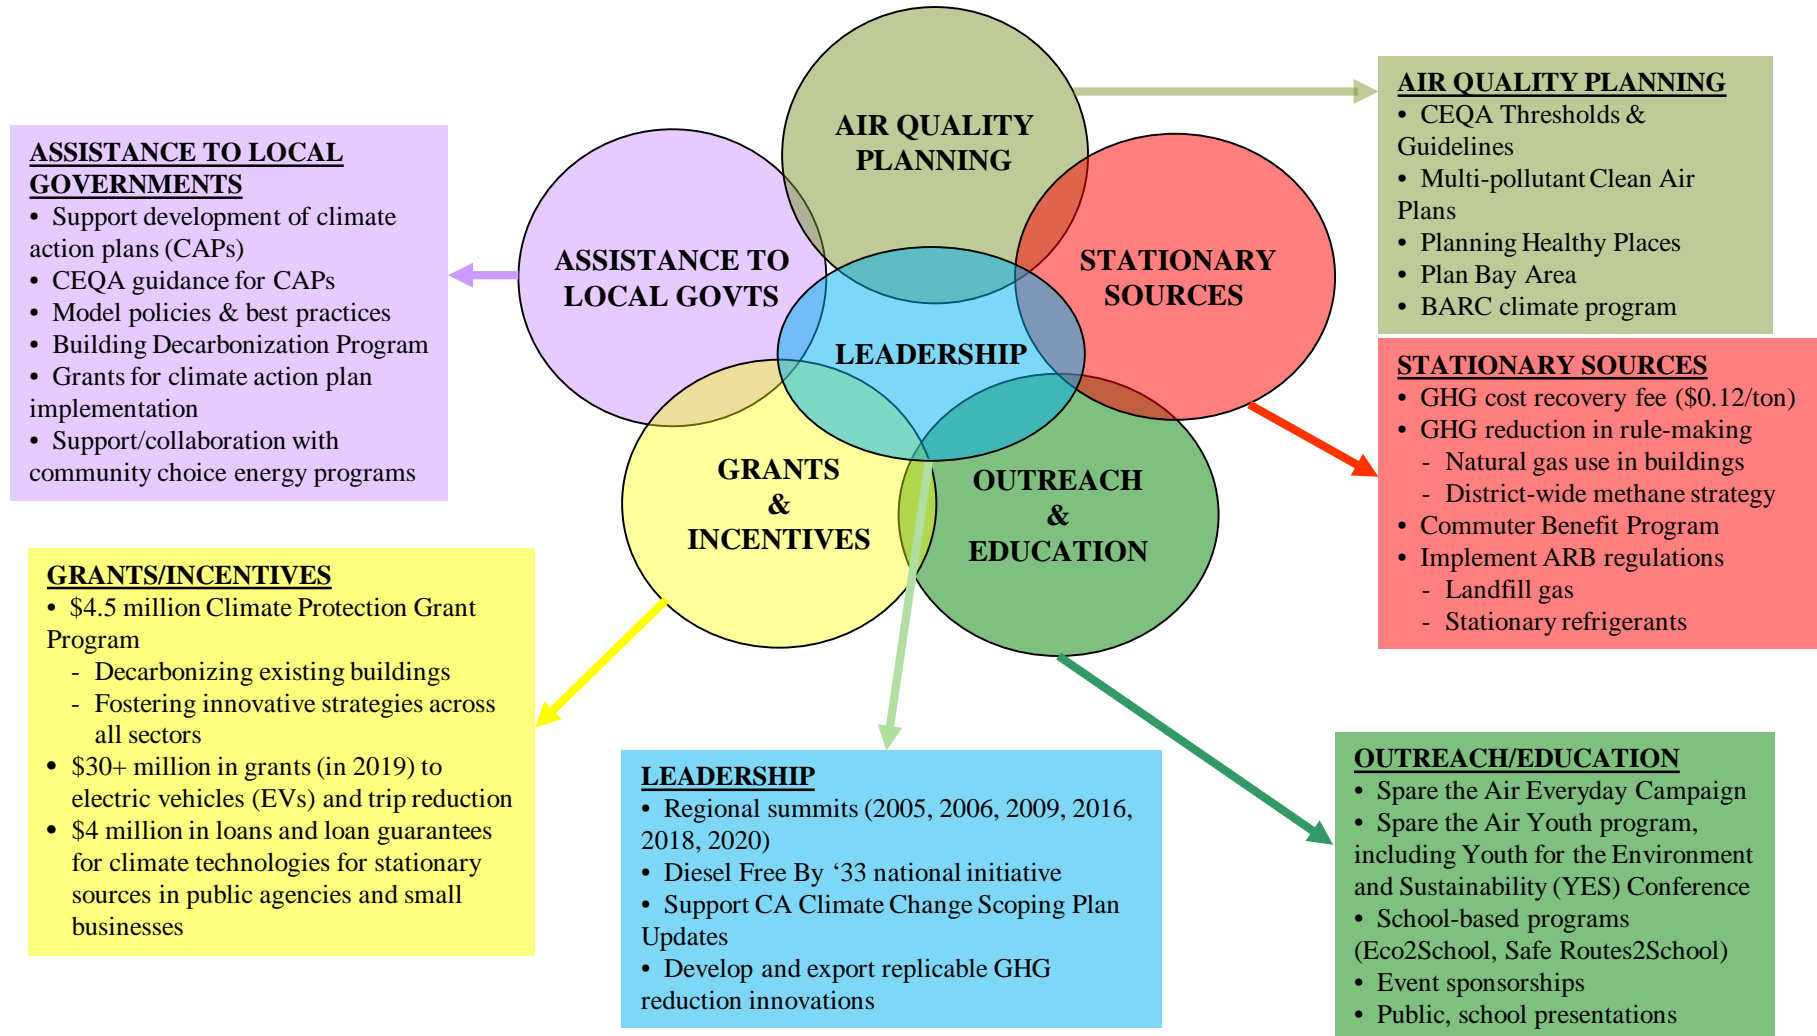 AIR QUALITY
PLANNING
ASSISTANCE TO
LOCAL GOVTS
STATIONARY
SOURCES
LEADERSHIP
GRANTS
&
INCENTIVES
OUTREACH
&
EDUCATION
ASSISTANCE TO LOCAL
GOVERNMENTS
• Support development of climate
action plans (CAPs)
• CEQA guidance for CAPs
• Model policies & best practices
• Building Decarbonization Program
• Grants for climate action plan
implementation
• Support/collaboration with
community choice energy programs
AIR QUALITY PLANNING
• CEQA Thresholds &
Guidelines
• Multi-pollutant Clean Air
Plans
• Planning Healthy Places
• Plan Bay Area
• BARC climate program
STATIONARY SOURCES
• GHG cost recovery fee ($0.12/ton)
• GHG reduction in rule-making
- Natural gas use in buildings
- District-wide methane strategy
• Commuter Benefit Program
• Implement ARB regulations
- Landfill gas
- Stationary refrigerants
GRANTS/INCENTIVES
• $4.5 million Climate Protection Grant
Program
- Decarbonizing existing buildings
- Fostering innovative strategies across
all sectors
• $30+ million in grants (in 2019) to
electric vehicles (EVs) and trip reduction
• $4 million in loans and loan guarantees
for climate technologies for stationary
sources in public agencies and small
businesses
LEADERSHIP
• Regional summits (2005, 2006, 2009, 2016,
2018, 2020)
• Diesel Free By ‘33 national initiative
• Support CA Climate Change Scoping Plan
Updates
• Develop and export replicable GHG
reduction innovations
OUTREACH/EDUCATION
• Spare the Air Everyday Campaign
• Spare the Air Youth program,
including Youth for the Environment
and Sustainability (YES) Conference
• School-based programs
(Eco2School, Safe Routes2School)
• Event sponsorships
• Public, school presentations